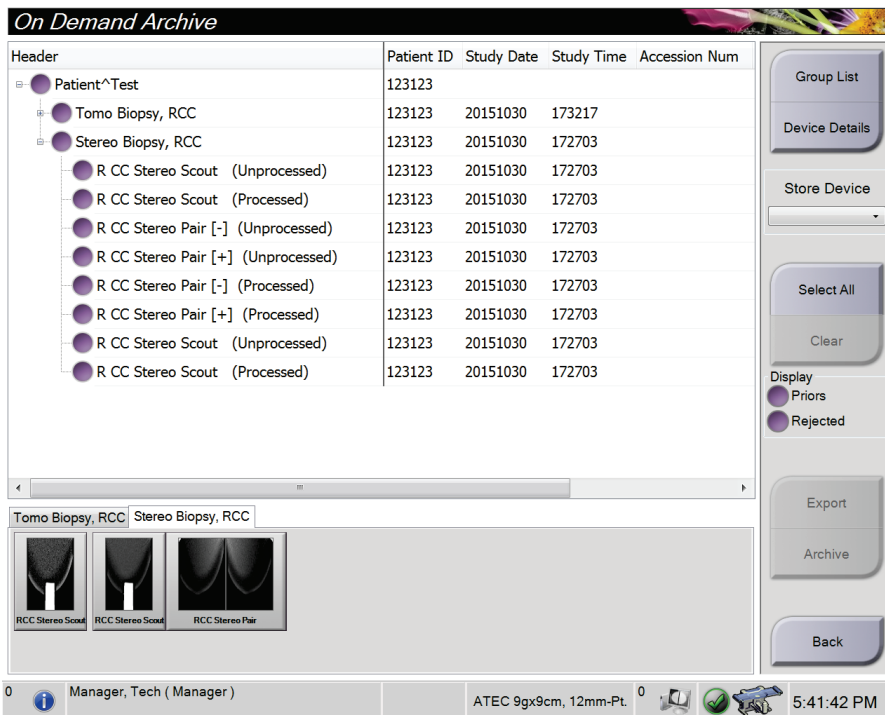 On Demand Archive
Header Patient ID Study Date Study Time Accession Num
Patient^Test 123123
Tomo Biopsy, RCC 123123 20151030 173217
Stereo Biopsy, RCC 123123 20151030 172703
R CC Stereo Scout (Unprocessed) 123123 20151030 172703
R CC Stereo Scout (Processed) 123123 20151030 172703
R CC Stereo Pair [-] (Unprocessed) 123123 20151030 172703
R CC Stereo Pair [+] (Unprocessed) 123123 20151030 172703
R CC Stereo Pair [-] (Processed) 123123 20151030 172703
R CC Stereo Pair [+] (Processed) 123123 20151030 172703
R CC Stereo Scout (Unprocessed) 123123 20151030 172703
R CC Stereo Scout (Processed) 123123 20151030 172703
Group List
Device Details
Store Device
Select All
Clear
Display
Priors
Rejected
Export
Archive
Back
Tomo Biopsy, RCC Stereo Biopsy, RCC
RCC Stereo Scout RCC Stereo Scout RCC Stereo Pair
0 Manager, Tech ( Manager ) ATEC 9gx9cm, 12mm-Pt. 0 5:41:42 PM